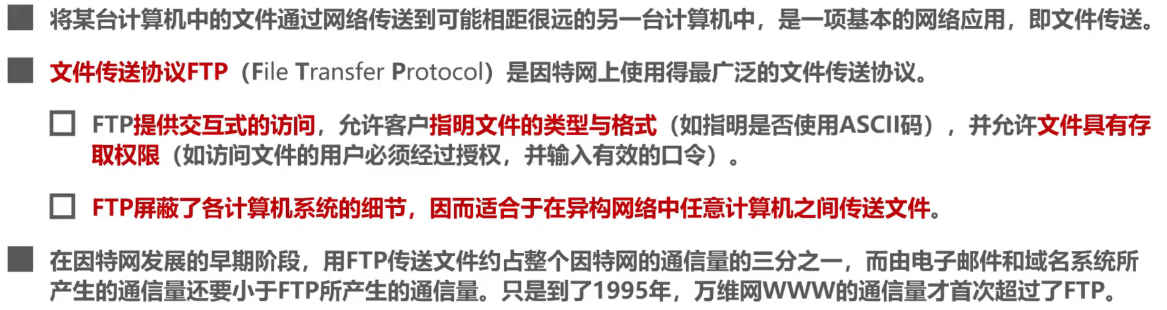 将某台计算机中的文件通过网络传送到可能相距很远的另一台计算机中，是一项基本的网络应用，即文件传送。
文件传送协议FTP（File Transfer Protocol）是因特网上使用得最广泛的文件传送协议。
FTP提供交互式的访问，允许客户指明文件的类型与格式（如指明是否使用ASCII码），并允许文件具有存
取权限（如访问文件的用户必须经过授权，并输入有效的口令）。
FTP屏蔽了各计算机系统的细节，因而适合于在异构网络中任意计算机之间传送文件。
在因特网发展的早期阶段，用FTP传送文件约占整个因特网的通信量的三分之一，而由电子邮件和域名系统所
产生的通信量还要小于FTP所产生的通信量。只是到了1995年，万维网WWW的通信量才首次超过了FTP。